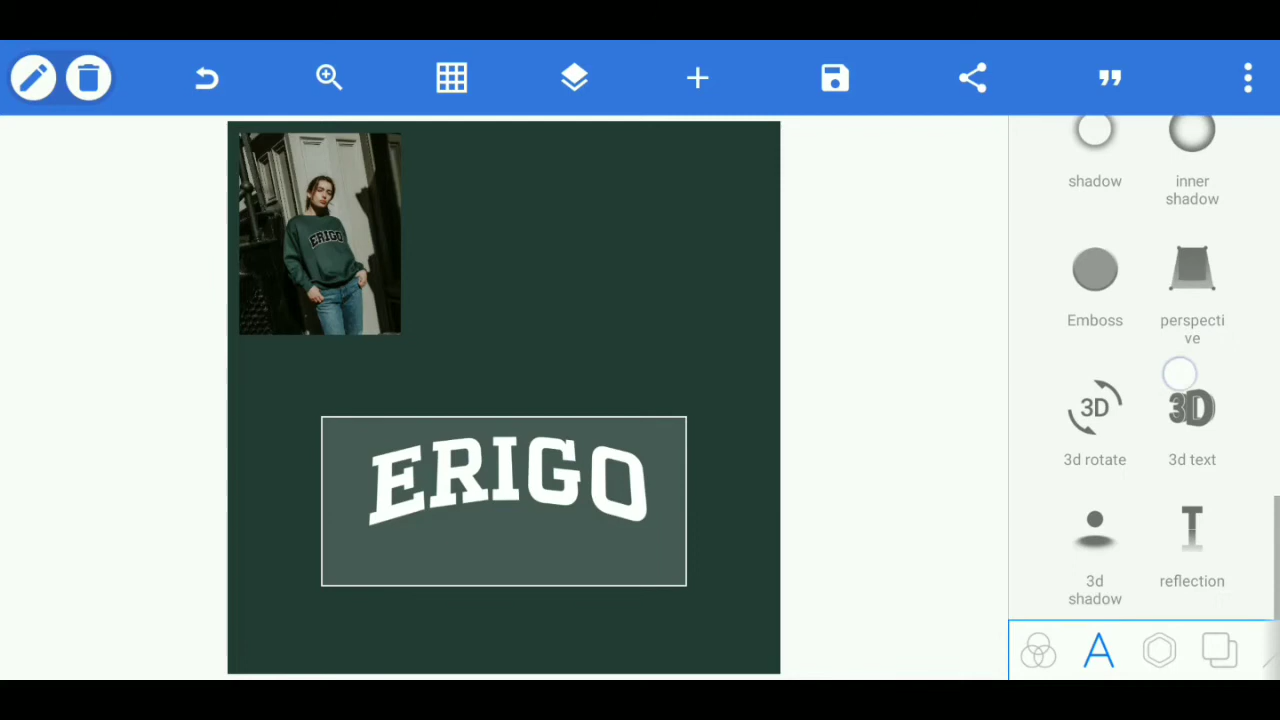 shadow
inner
shadow
ERIGO
Emboss
perspecti
ve
ERIGO
3D
3D
3d rotate
3d text
3d
shadow
reflection
A